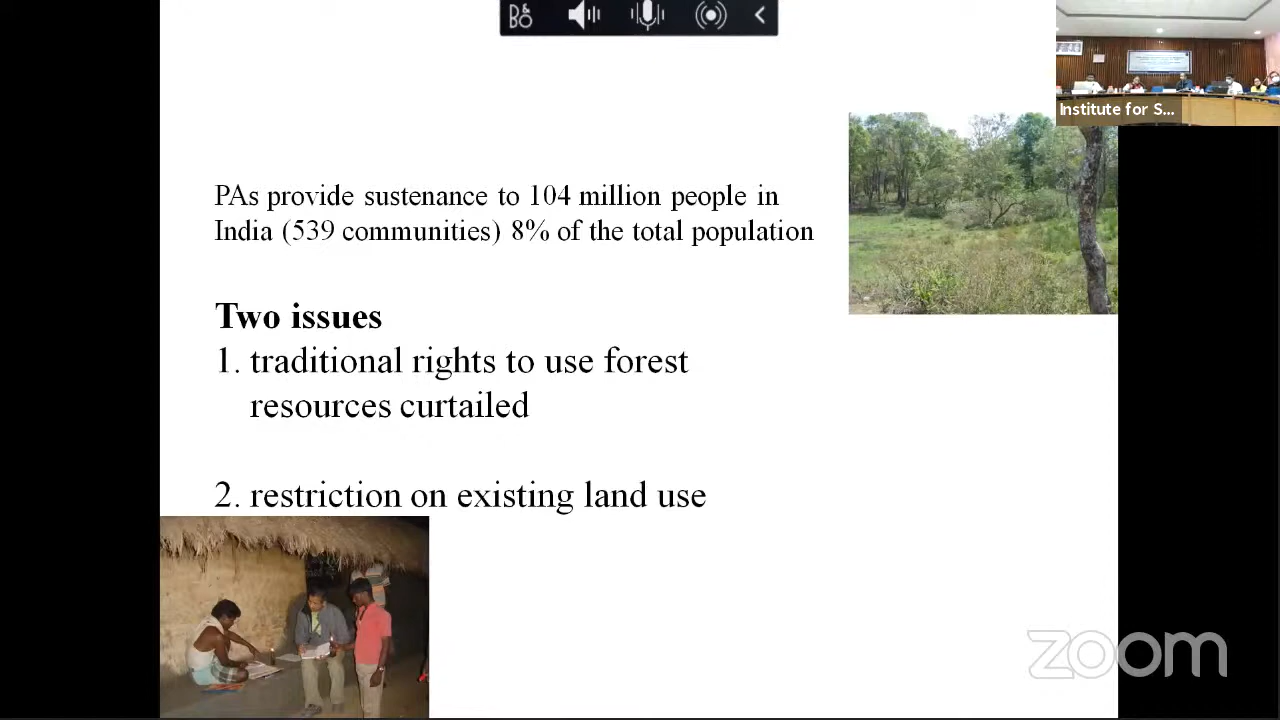 B&O
Institute for S...
PAs provide sustenance to 104 million people in
India (539 communities) 8% of the total population
Two issues
1. traditional rights to use forest
resources curtailed
2. restriction on existing land use
zoom